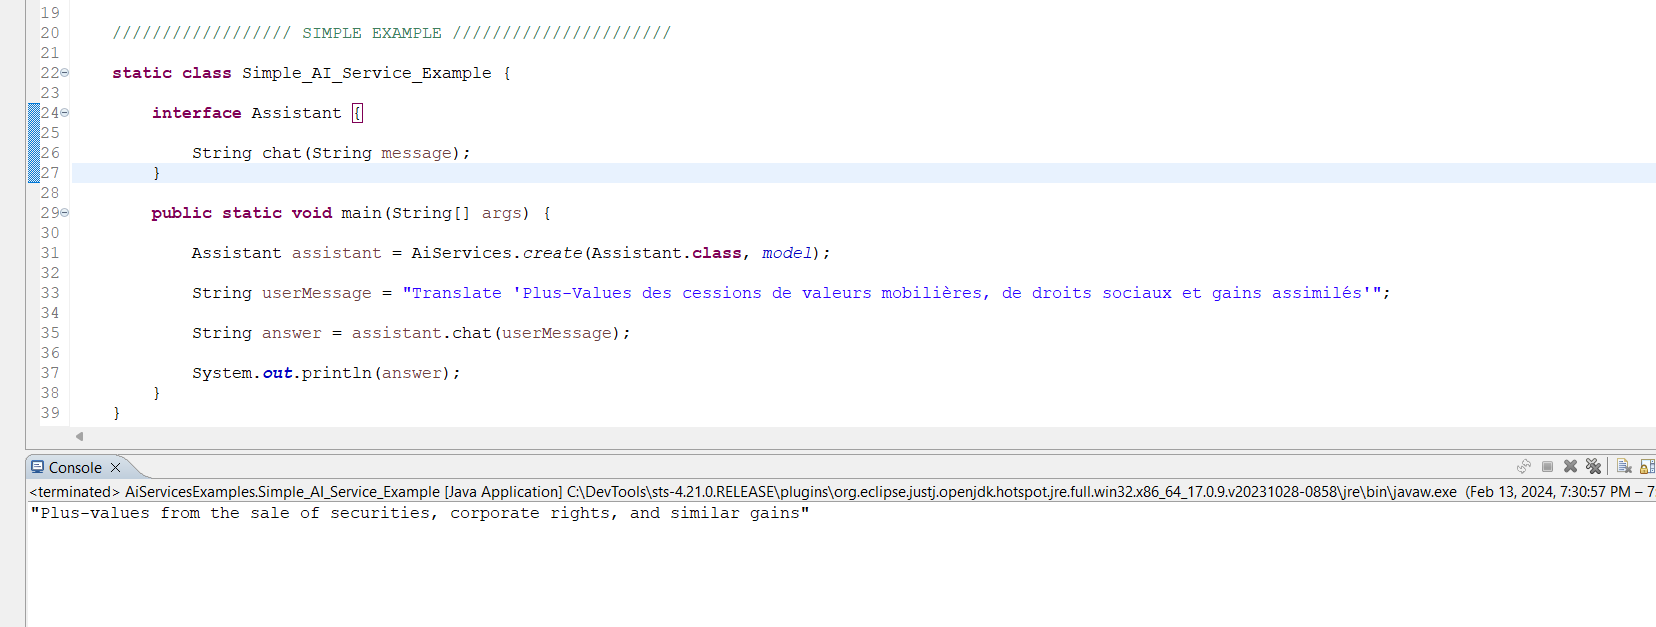 19
20 ////////////////// SIMPLE EXAMPLE //////////////////////
21
22 static class Simple_AI_Service_Example {
23
24 interface Assistant {
25
26 String chat(String message);
27 }
28
29 public static void main(String[] args) {
30
31 Assistant assistant = AiServices.create(Assistant.class, model);
32
33 String userMessage = "Translate 'Plus-Values des cessions de valeurs mobilières, de droits sociaux et gains assimilés'";
34
35 String answer = assistant.chat(userMessage);
36
37 System.out.println(answer);
38 }
39 }
Console
<terminated> AiServicesExamples.Simple_AI_Service_Example [Java Application] C:\DevTools\sts-4.21.0.RELEASE\plugins\org.eclipse.justj.openjdk.hotspot.jre.full.win32.x86_64_17.0.9.v20231028-0858\jre\bin\javaw.exe (Feb 13, 2024, 7:30:57 PM – 7
"Plus-values from the sale of securities, corporate rights, and similar gains"